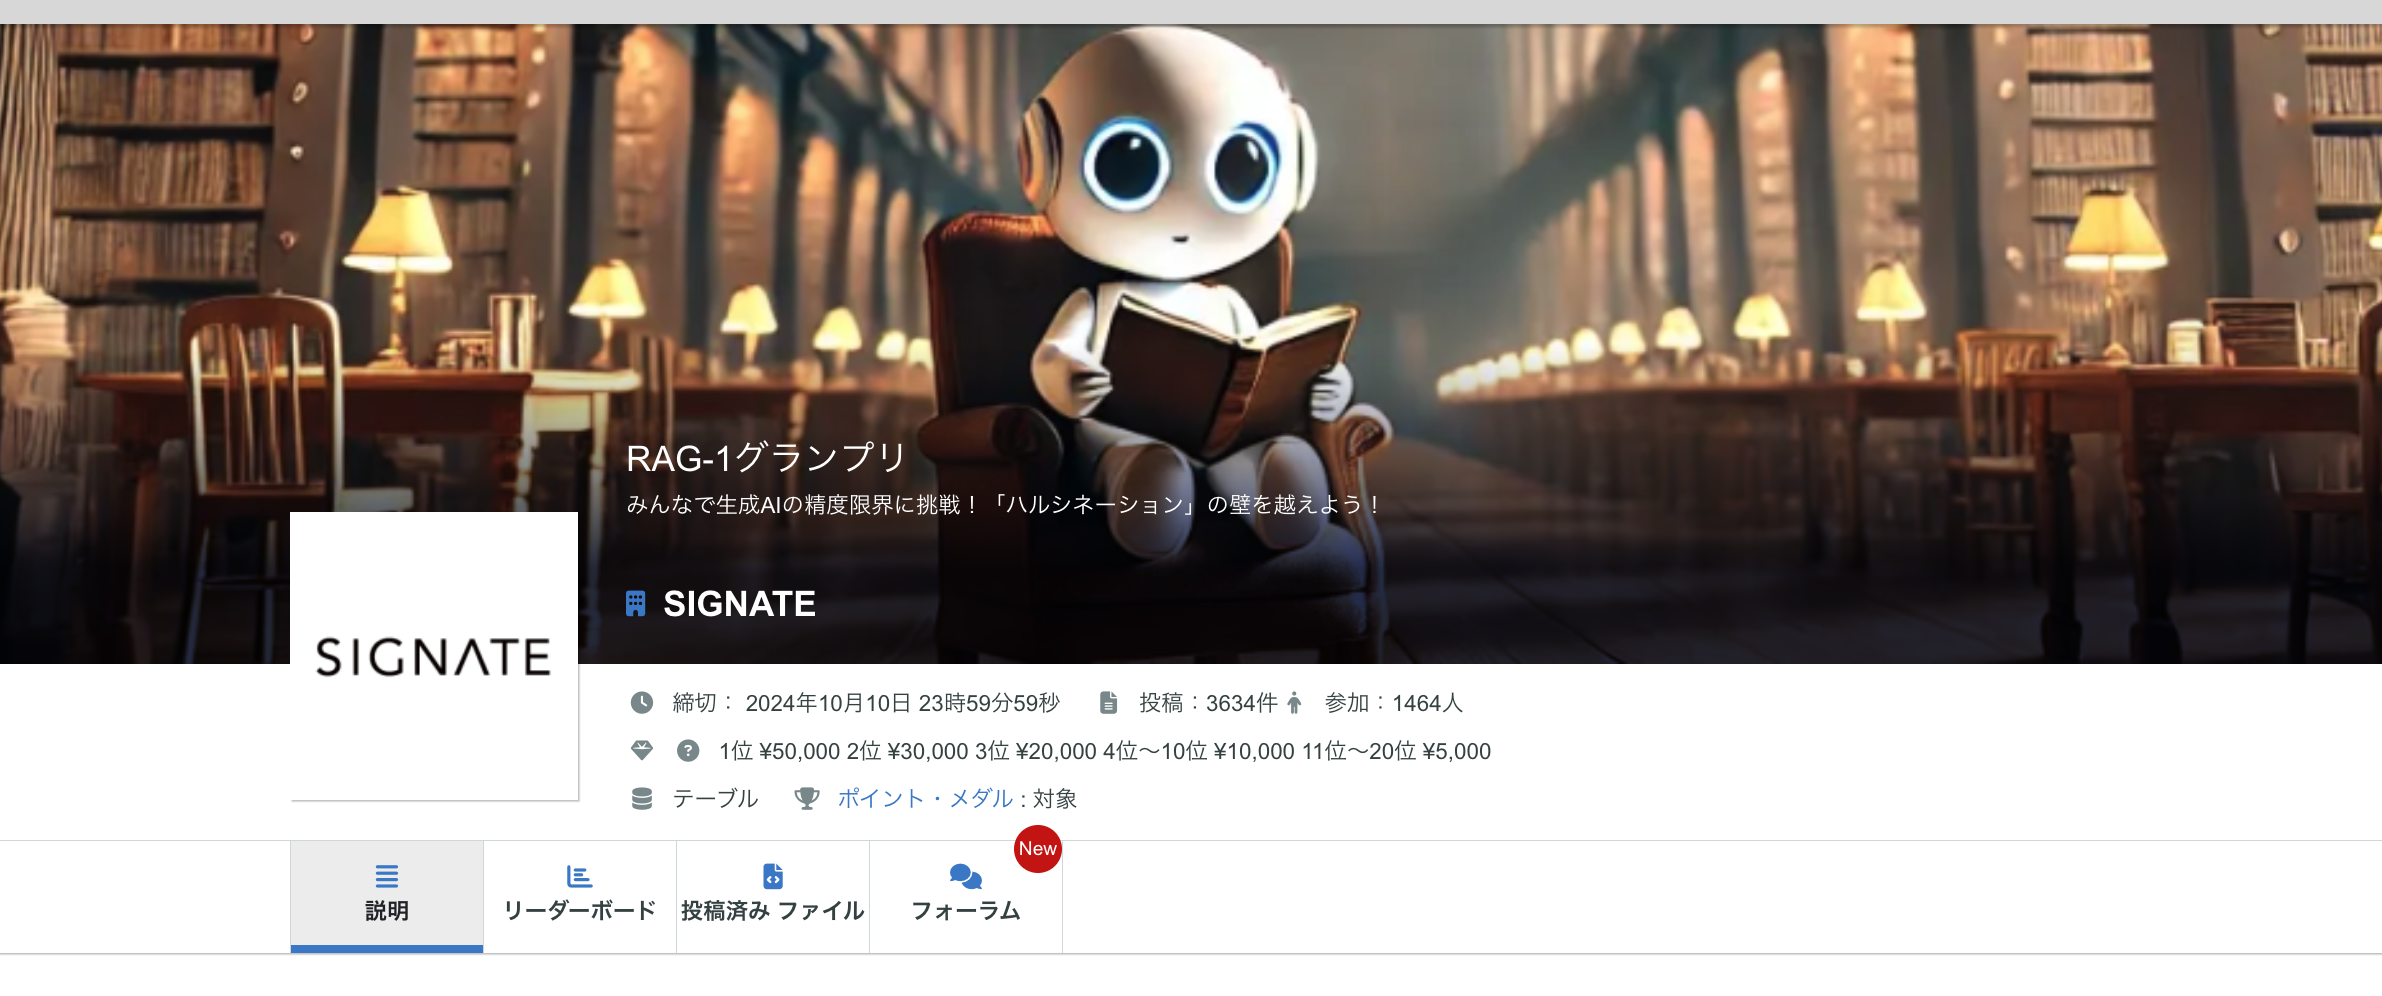 RAG-1グランプリ
みんなで生成AIの精度限界に挑戦！「ハルシネーション」の壁を越えよう！
SIGNATE
SIGNATE
締切： 2024年10月10日 23時59分59秒 投稿：3634件 参加：1464人
1位 ¥50,000 2位 ¥30,000 3位 ¥20,000 4位〜10位 ¥10,000 11位〜20位 ¥5,000
テーブル ポイント・メダル : 対象
New
説明 リーダーボード 投稿済み ファイル フォーラム